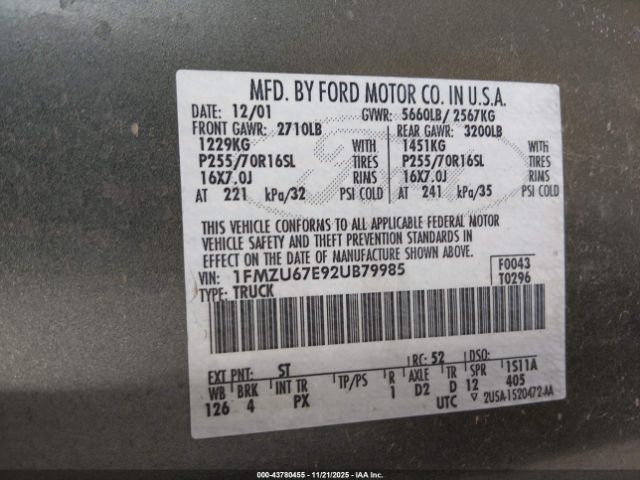 MFD. BY FORD MOTOR CO. IN U.S.A.
DATE: 12/01 GVWR: 5660LB/ 2567KG
FRONT GAWR: 2710LB REAR GAWR: 3200LB
1229KG 1451KG
P255/70R16SL TIRES P255/70R16SL TIRES
16X7.0J RIMS 16X7.0J RIMS
AT 221 kPa/32 PSI COLD AT 241 kPa/35 PSI COLD
THIS VEHICLE CONFORMS TO ALL APPLICABLE FEDERAL MOTOR
VEHICLE SAFETY AND THEFT PREVENTION STANDARDS IN
EFFECT ON THE DATE OF MANUFACTURE SHOWN ABOVE.
VIN: 1FMZU67E92UB79985 F0043
TYPE: TRUCK T0296
EXT PNT: ST RC: 52 DSO:
WB BRK INT TR TP/PS R AXLE TR SPR 1S11A
126 4 PX 1 D2 D 12 405
UTC ▽ 2USA-1520472-AA
000-43780455 - 11/21/2025 - IAA Inc.